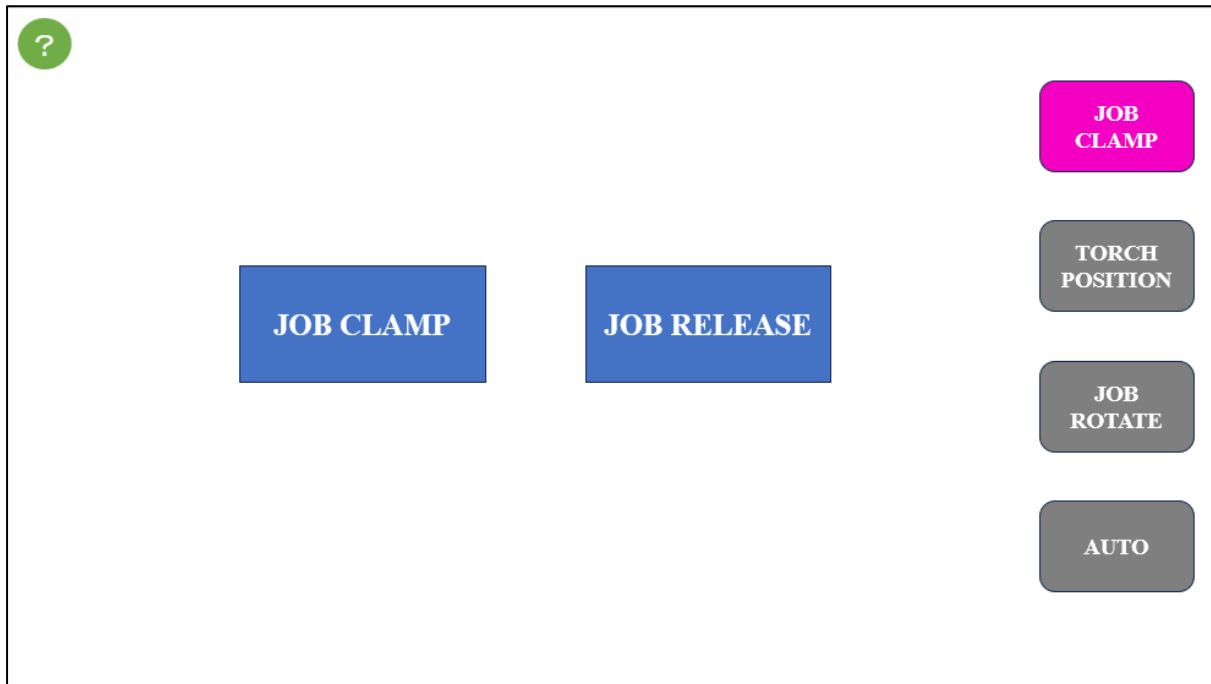 ?
JOB
CLAMP
TORCH
POSITION
JOB CLAMP
JOB RELEASE
JOB
ROTATE
AUTO